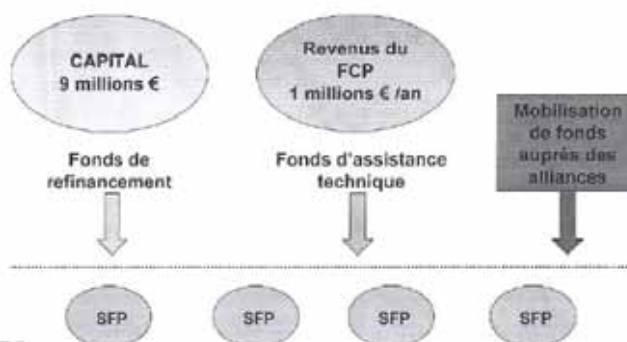 CAPITAL
9 millions €
Revenus du
FCP
1 millions € /an
Mobilisation
de fonds
auprés des
alliances
Fonds de
refinancement
Fonds d'assistance
technique
SFP
SFP
SFP
SFP